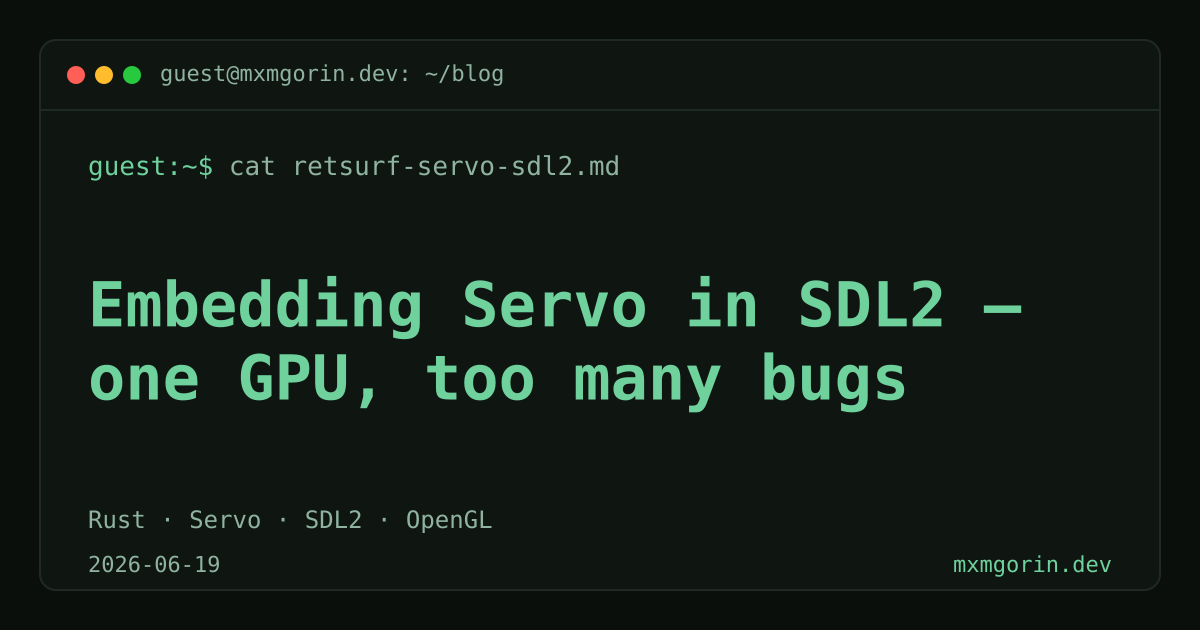 guest@mxmgorin.dev: ~/blog
guest:~$ cat retsurf-servo-sdl2.md
Embedding Servo in SDL2 —
one GPU, too many bugs
Rust · Servo · SDL2 · OpenGL
2026-06-19
mxmgorin.dev